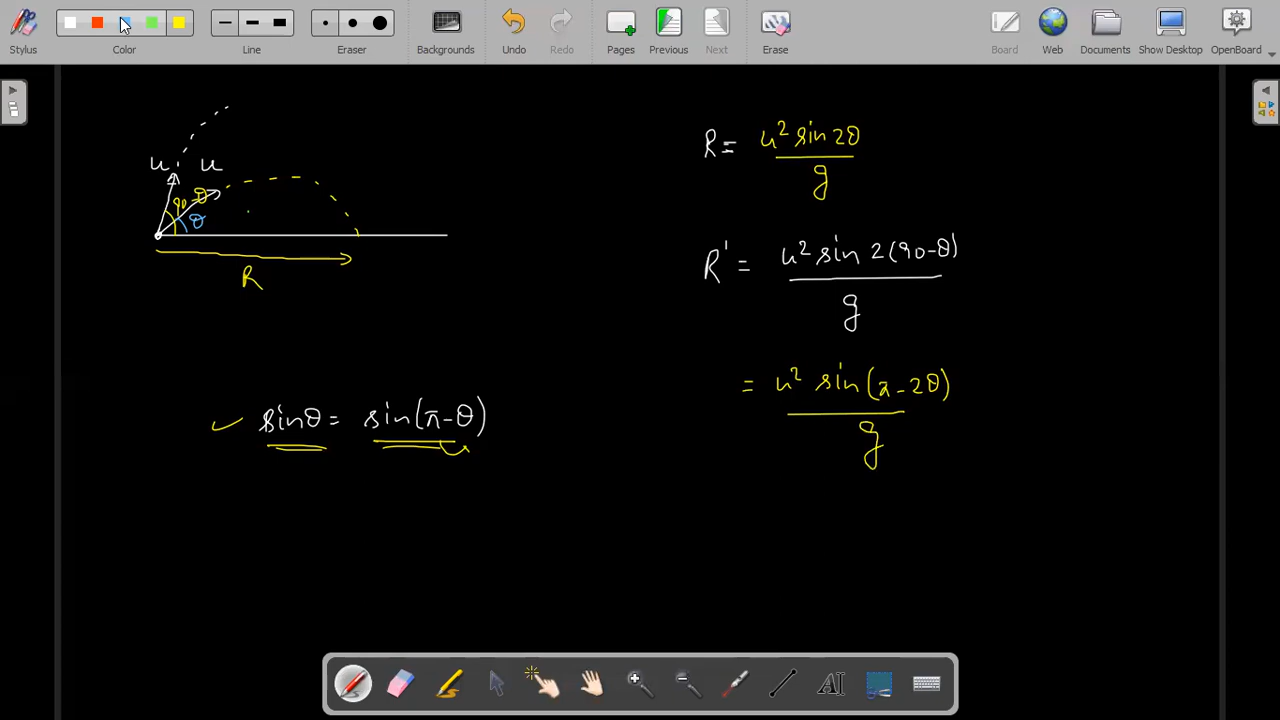 Stylus
Color
Line
Eraser
Backgrounds
Undo
Redo
Pages
Previous
Next
Erase
Board
Web
Documents
Show Desktop
OpenBoard
u u
90-θ
θ
R
R = u² sin 2θ / g
R' = u² sin 2(90-θ) / g
= u² sin(π-2θ) / g
sinθ = sin(π-θ)
AI